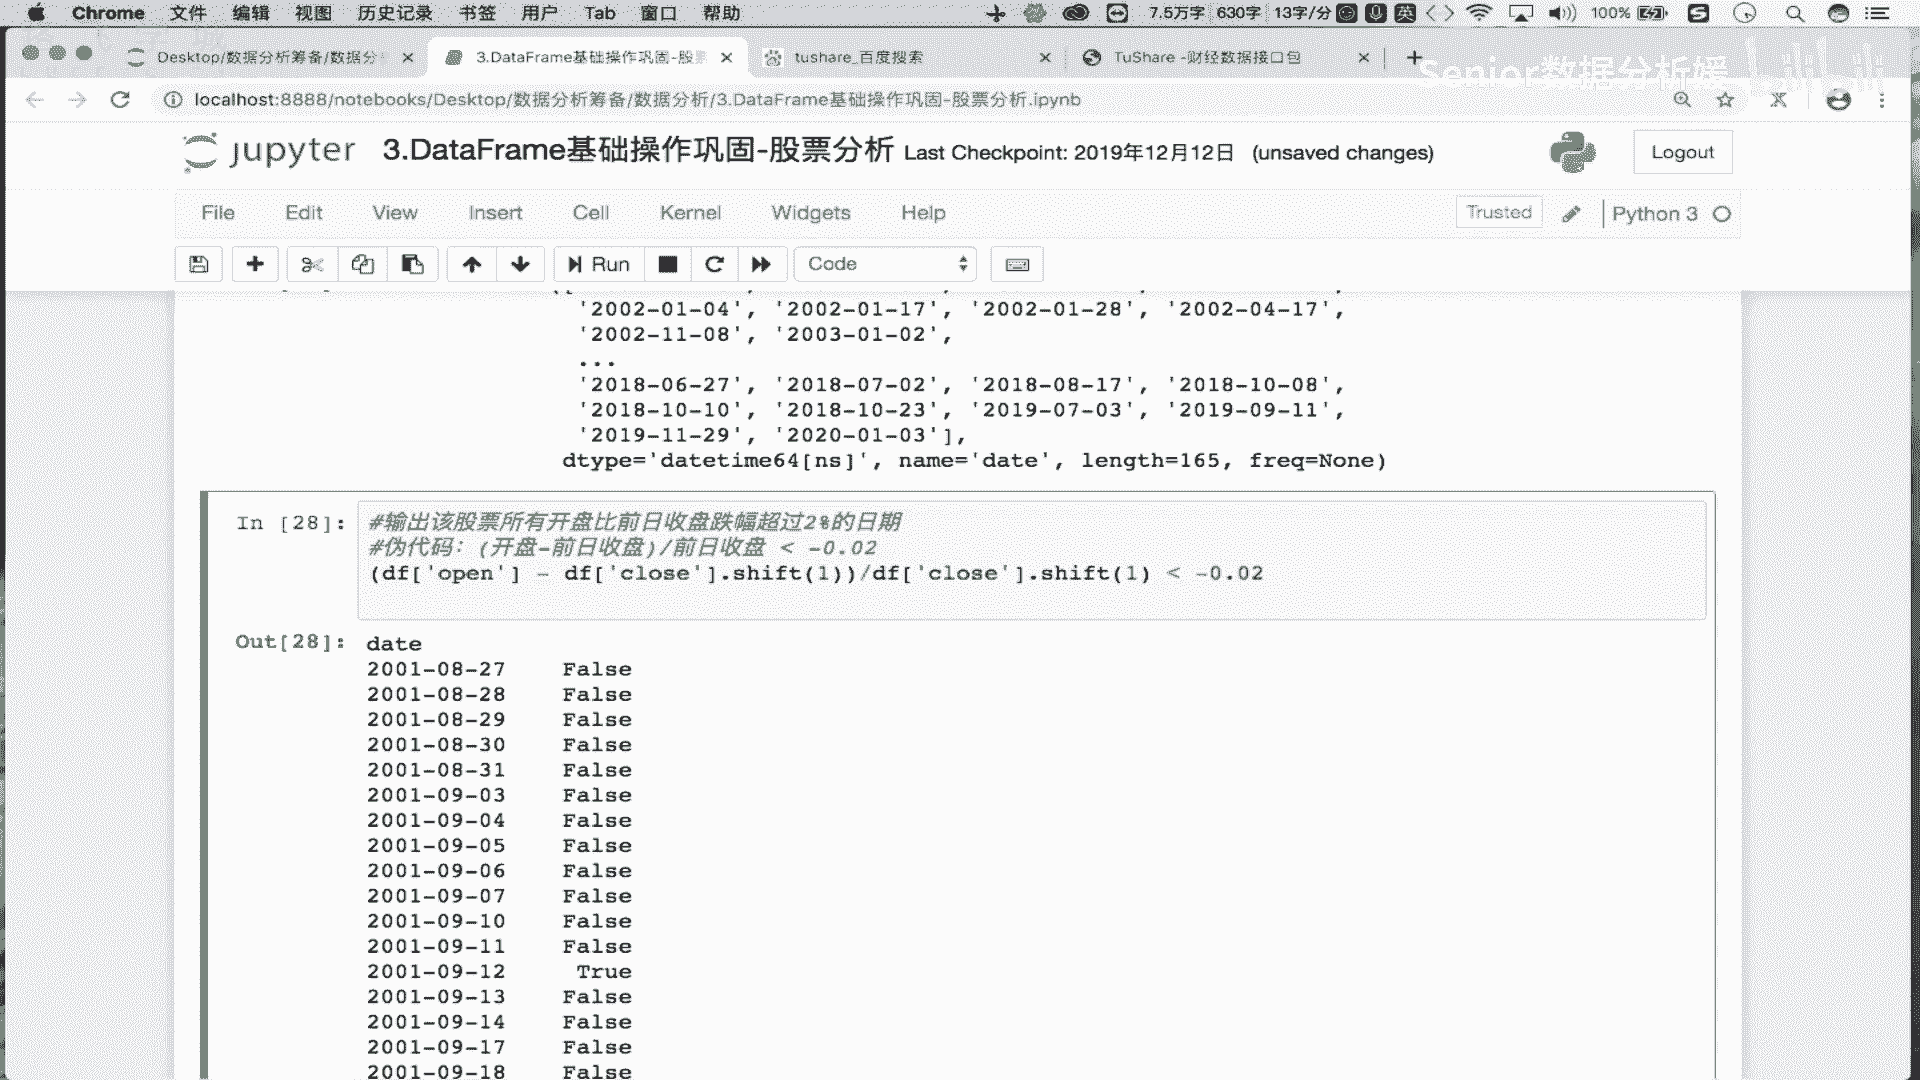 Chrome 文件 编辑 视图 历史记录 书签 用户 Tab 窗口 帮助 7.5万字 630字 13字/分 英 100%
Desktop/数据分析筹备/数据分 3.DataFrame基础操作巩固-股票 tushare_百度搜索 TuShare -财经数据接口包
Senior数据分析媛
localhost:8888/notebooks/Desktop/数据分析筹备/数据分析/3.DataFrame基础操作巩固-股票分析.ipynb
jupyter 3.DataFrame基础操作巩固-股票分析 Last Checkpoint: 2019年12月12日 (unsaved changes) Logout
File Edit View Insert Cell Kernel Widgets Help Trusted Python 3
Run Code
'2002-01-04', '2002-01-17', '2002-01-28', '2002-04-17',
'2002-11-08', '2003-01-02',
...
'2018-06-27', '2018-07-02', '2018-08-17', '2018-10-08',
'2018-10-10', '2018-10-23', '2019-07-03', '2019-09-11',
'2019-11-29', '2020-01-03'],
dtype='datetime64[ns]', name='date', length=165, freq=None)
In [28]: #输出该股票所有开盘比前日收盘跌幅超过2%的日期
#伪代码：(开盘-前日收盘)/前日收盘 < -0.02
(df['open'] - df['close'].shift(1))/df['close'].shift(1) < -0.02
Out[28]: date
2001-08-27 False
2001-08-28 False
2001-08-29 False
2001-08-30 False
2001-08-31 False
2001-09-03 False
2001-09-04 False
2001-09-05 False
2001-09-06 False
2001-09-07 False
2001-09-10 False
2001-09-11 False
2001-09-12 True
2001-09-13 False
2001-09-14 False
2001-09-17 False
2001-09-18 False